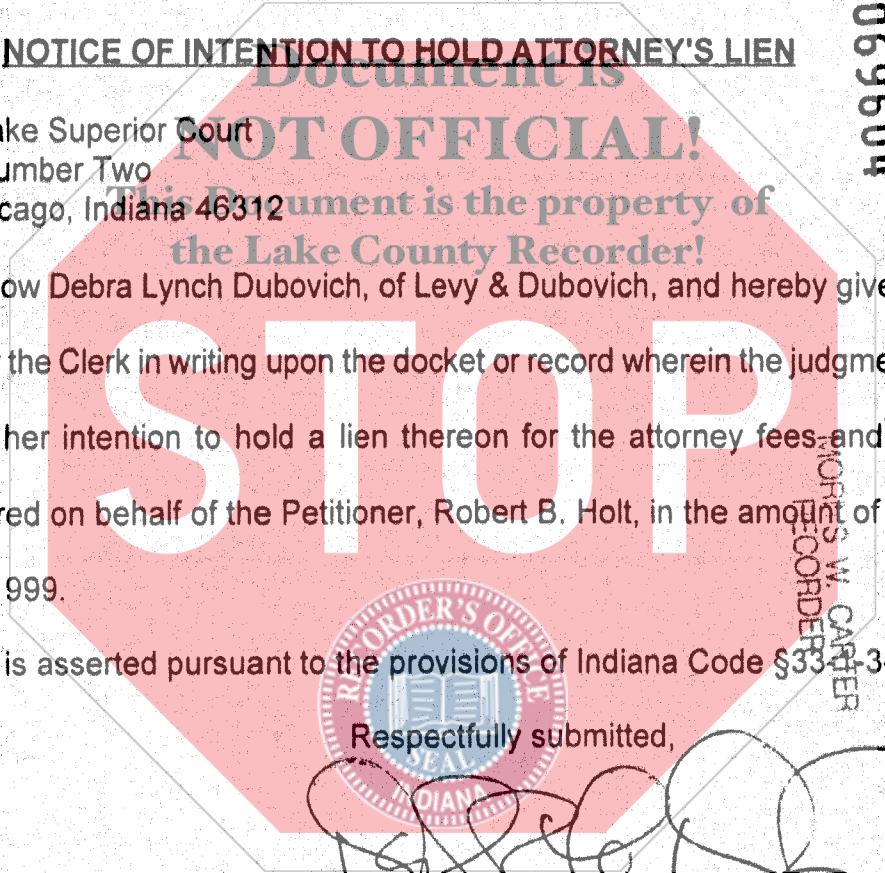 NOTICE OF INTENTION TO HOLD ATTORNEY'S LIEN
Document is
NOT OFFICIAL!
This Document is the property of
the Lake County Recorder!
ake Superior Court
umber Two
cago, Indiana 46312
ow Debra Lynch Dubovich, of Levy & Dubovich, and hereby give
the Clerk in writing upon the docket or record wherein the judgme
her intention to hold a lien thereon for the attorney fees and
red on behalf of the Petitioner, Robert B. Holt, in the amount of
999.
is asserted pursuant to the provisions of Indiana Code
Respectfully submitted,
STOP
RECORDER'S OFFICE
SEAL
INDIANA
MORRIS W. CARTER
RECORDER
069604